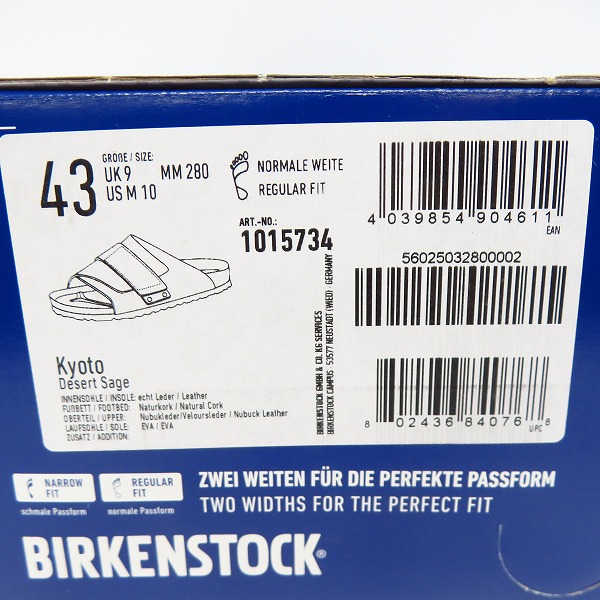 43
GRÖẞE / SIZE:
UK 9 MM 280
US M 10
NORMALE WEITE
REGULAR FIT
ART.-NO.:
1015734
4 039854 904611
EAN
56025032800002
8 02436 84076 8
UPC
BIRKENSTOCK GMBH & CO. KG SERVICES
BIRKENSTOCK CAMPUS · 53577 NEUSTADT (WIED) · GERMANY
Kyoto
Desert Sage
INNENSOHLE / INSOLE: echt Leder / Leather
FUẞBETT / FOOTBED: Naturkork / Natural Cork
OBERTEIL / UPPER: Nubukleder/Veloursleder / Nubuck Leather
LAUFSOHLE / SOLE: EVA / EVA
ZUSATZ / ADDITION:
NARROW
FIT
schmale Passform
REGULAR
FIT
normale Passform
ZWEI WEITEN FÜR DIE PERFEKTE PASSFORM
TWO WIDTHS FOR THE PERFECT FIT
BIRKENSTOCK®